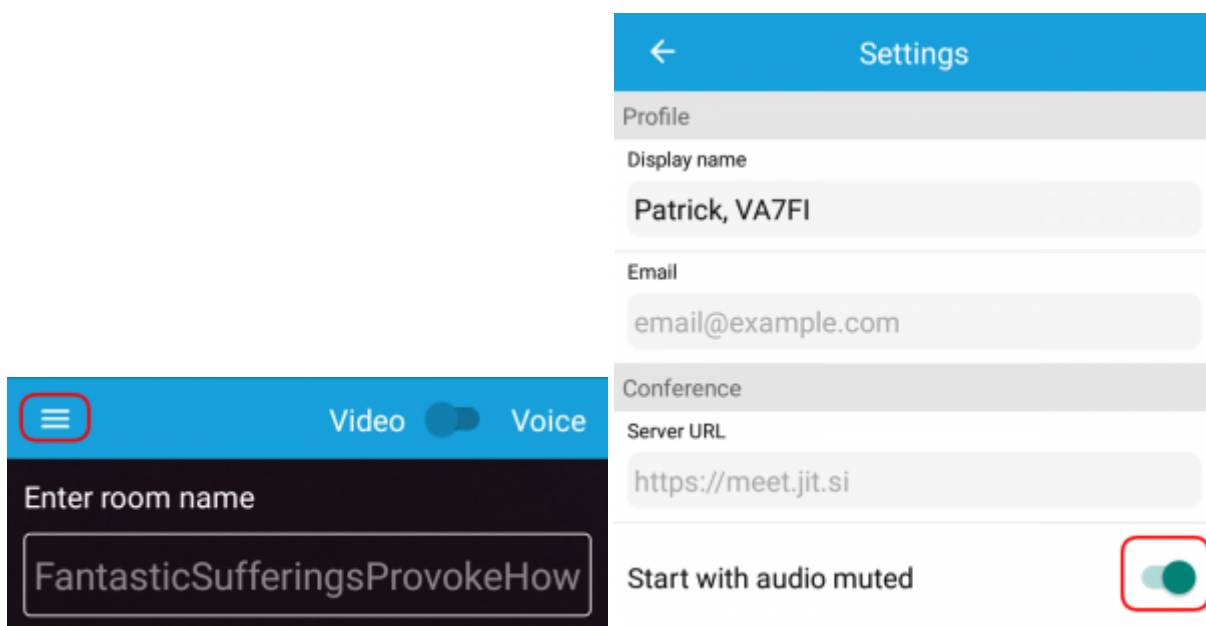 Video Voice
Enter room name
FantasticSufferingsProvokeHow
Settings
Profile
Display name
Patrick, VA7FI
Email
email@example.com
Conference
Server URL
https://meet.jit.si
Start with audio muted